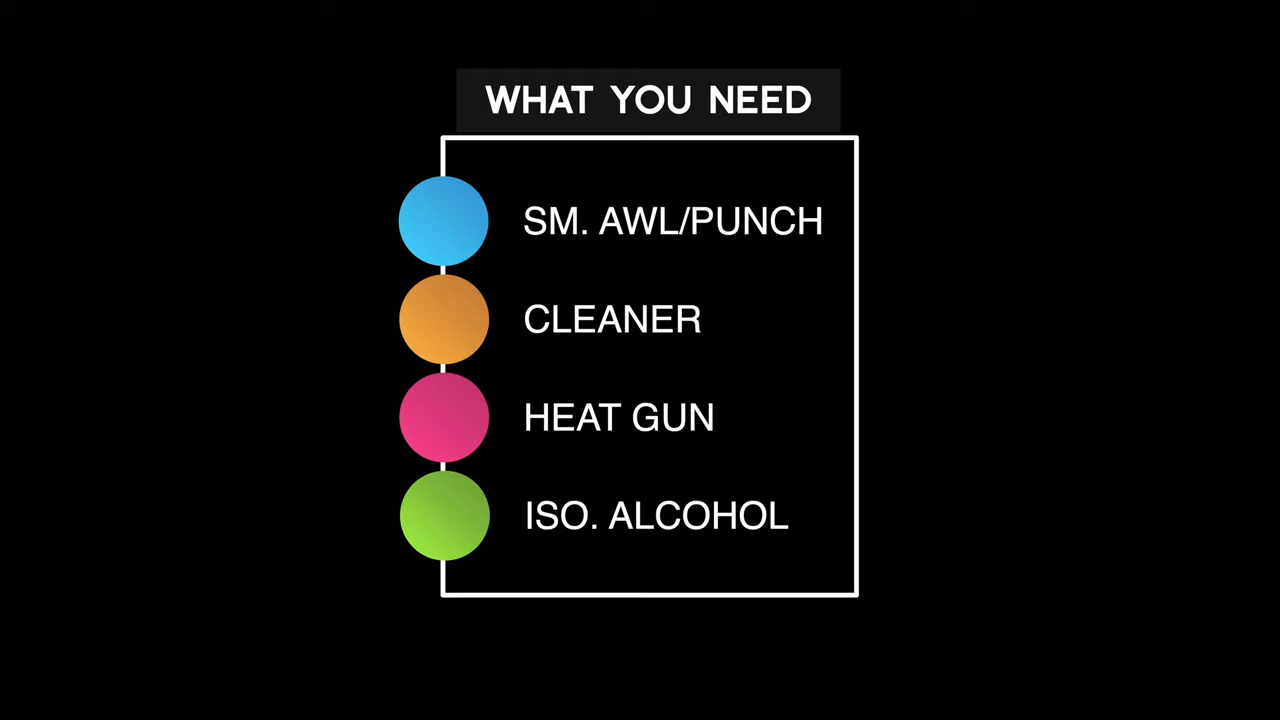 WHAT YOU NEED
SM. AWL/PUNCH
CLEANER
HEAT GUN
ISO. ALCOHOL